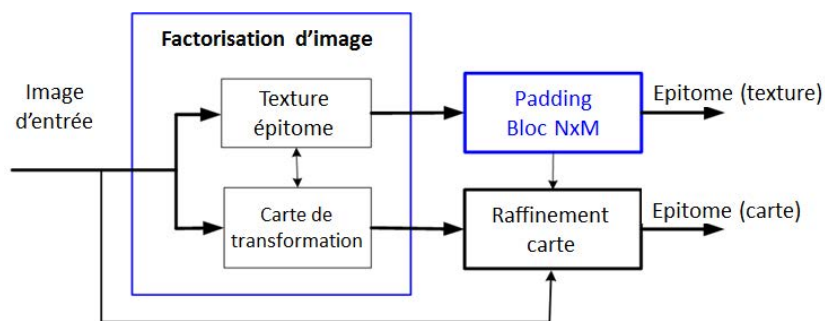 Factorisation d'image
Image
d'entrée
Texture
épitome
Padding
Bloc NxM
Epitome (texture)
Carte de
transformation
Raffinement
carte
Epitome (carte)